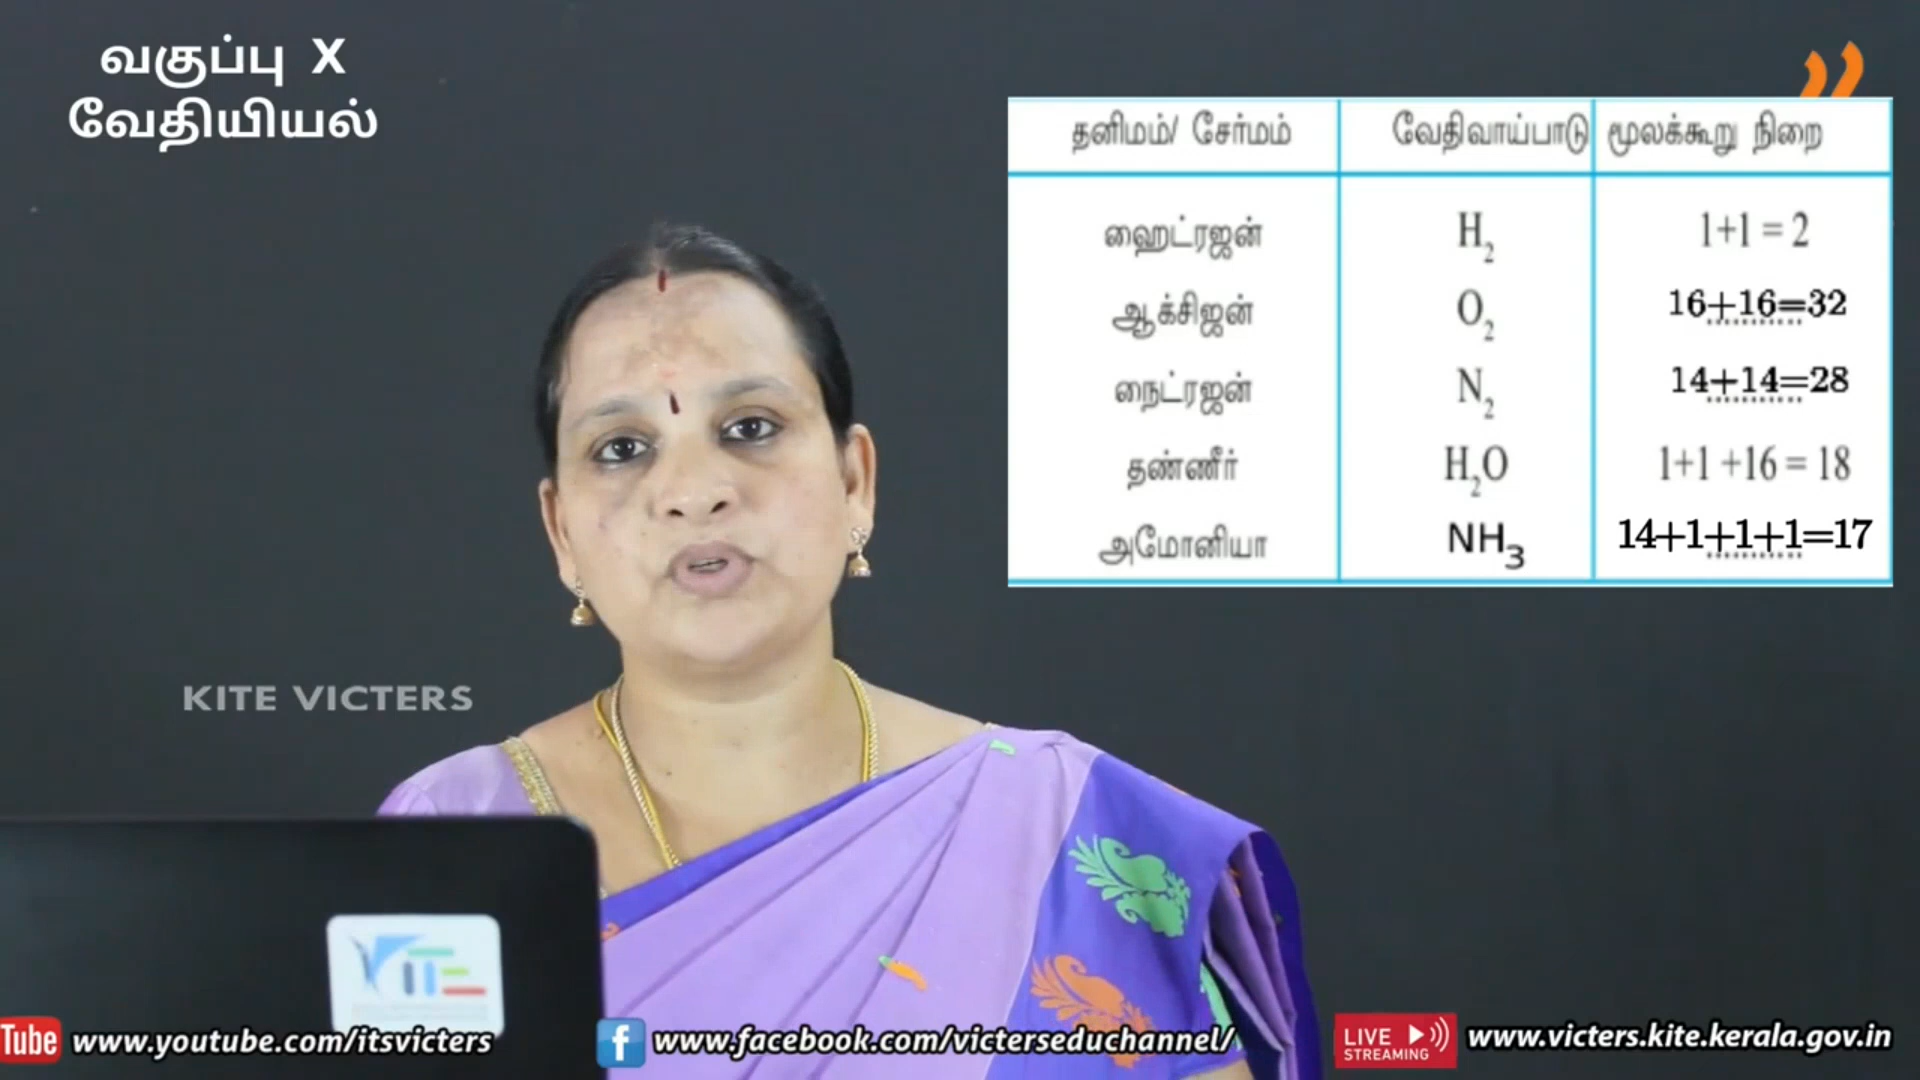 வகுப்பு X
வேதியியல்
தனிமம்/ சேர்மம் வேதிவாய்பாடு மூலக்கூறு நிறை
ஹைட்ரஜன் H₂ 1+1 = 2
ஆக்சிஜன் O₂ 16+16=32
நைட்ரஜன் N₂ 14+14=28
தண்ணீர் H₂O 1+1 +16 = 18
அமோனியா NH₃ 14+1+1+1=17
KITE VICTERS
Tube www.youtube.com/itsvicters f www.facebook.com/victerseduchannel/ LIVE STREAMING www.victers.kite.kerala.gov.in